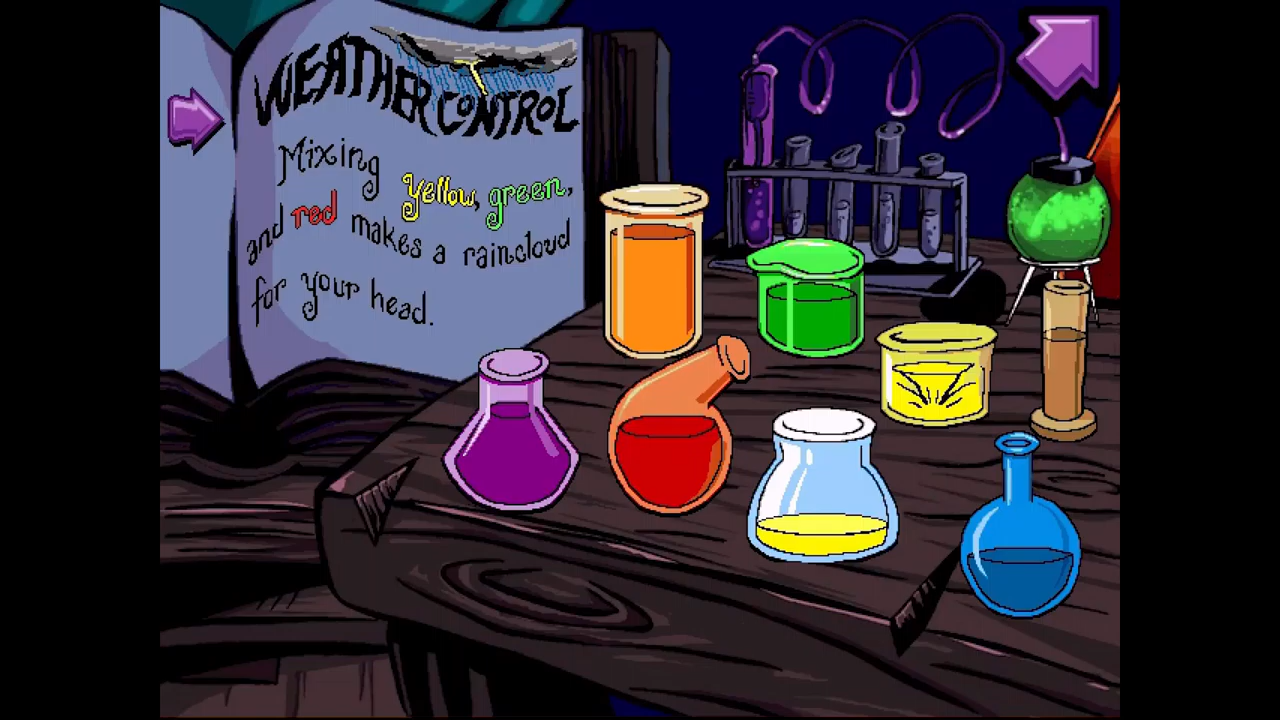 WEATHER
CONTROL
Mixing yellow, green,
and red makes a raincloud
for your head.